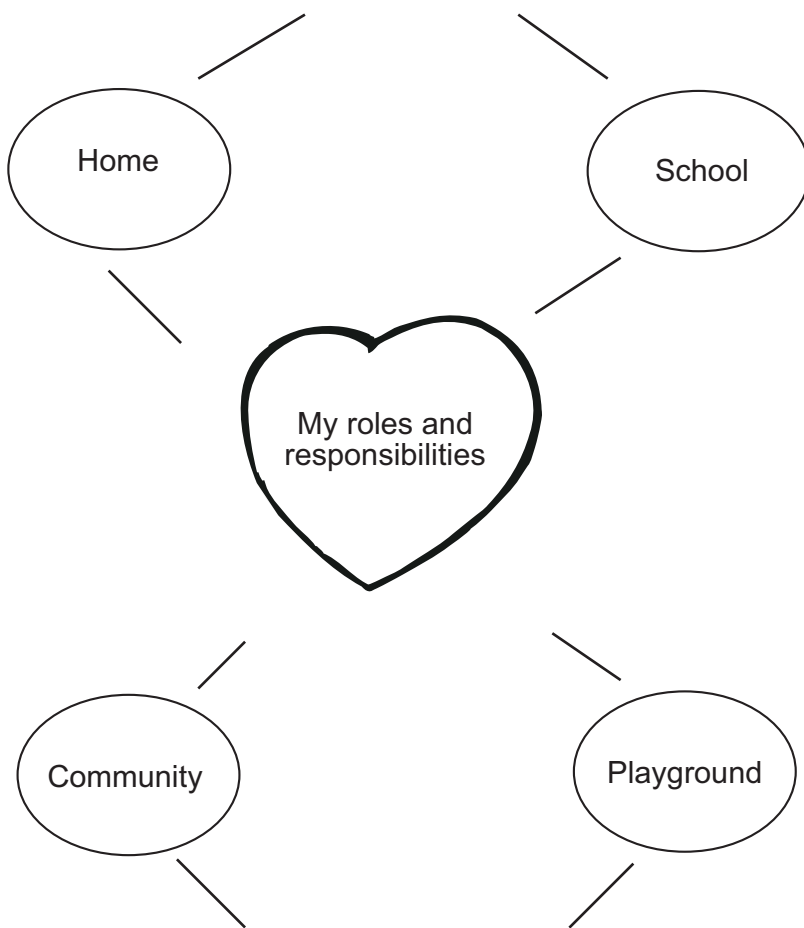 Home
School
My roles and
responsibilities
Community
Playground